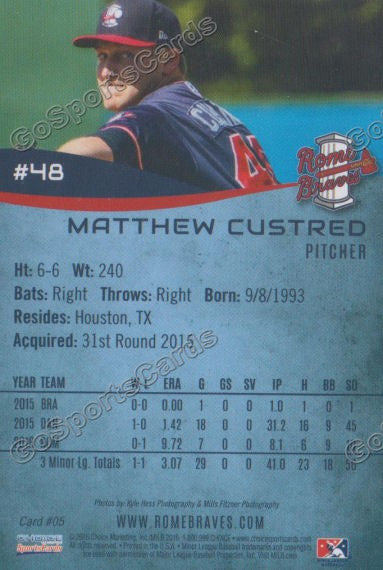 GoSportsCards
#48
Rome
Braves
MATTHEW CUSTRED
PITCHER
Ht: 6-6 Wt: 240
Bats: Right Throws: Right Born: 9/8/1993
Resides: Houston, TX
Acquired: 31st Round 2015
YEAR TEAM ERA G GS SV IP H BB SO
2015 BRA 0-0 0.00 1 0 0 1.0 1 0 1
2015 1-0 1.42 18 0 0 31.2 16 9 45
0-1 9.72 7 0 0 8.1 6 9
3 Minor Lg. Totals 1-1 3.07 29 0 0 41.0 23 18
Photos by: Kyle Hess Photography & Mills Fitzner Photography
Card #05
WWW.ROMEBRAVES.COM
CHOICE
SportsCards